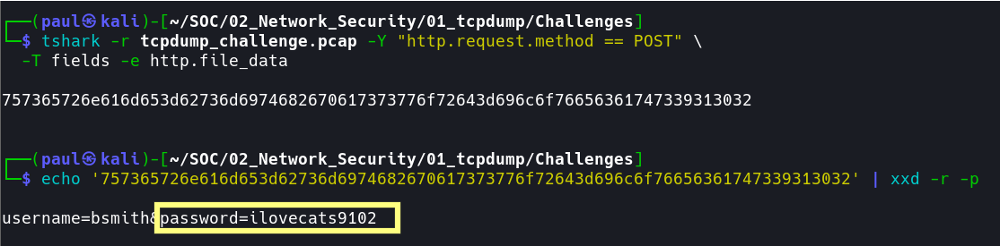 ┌──(paul㉿kali)-[~/SOC/02_Network_Security/01_tcpdump/Challenges]
└─$ tshark -r tcpdump_challenge.pcap -Y "http.request.method == POST" \
-T fields -e http.file_data
757365726e616d653d62736d6974682670617373776f72643d696c6f76656361747339313032
┌──(paul㉿kali)-[~/SOC/02_Network_Security/01_tcpdump/Challenges]
└─$ echo '757365726e616d653d62736d6974682670617373776f72643d696c6f76656361747339313032' | xxd -r -p
username=bsmith&password=ilovecats9102